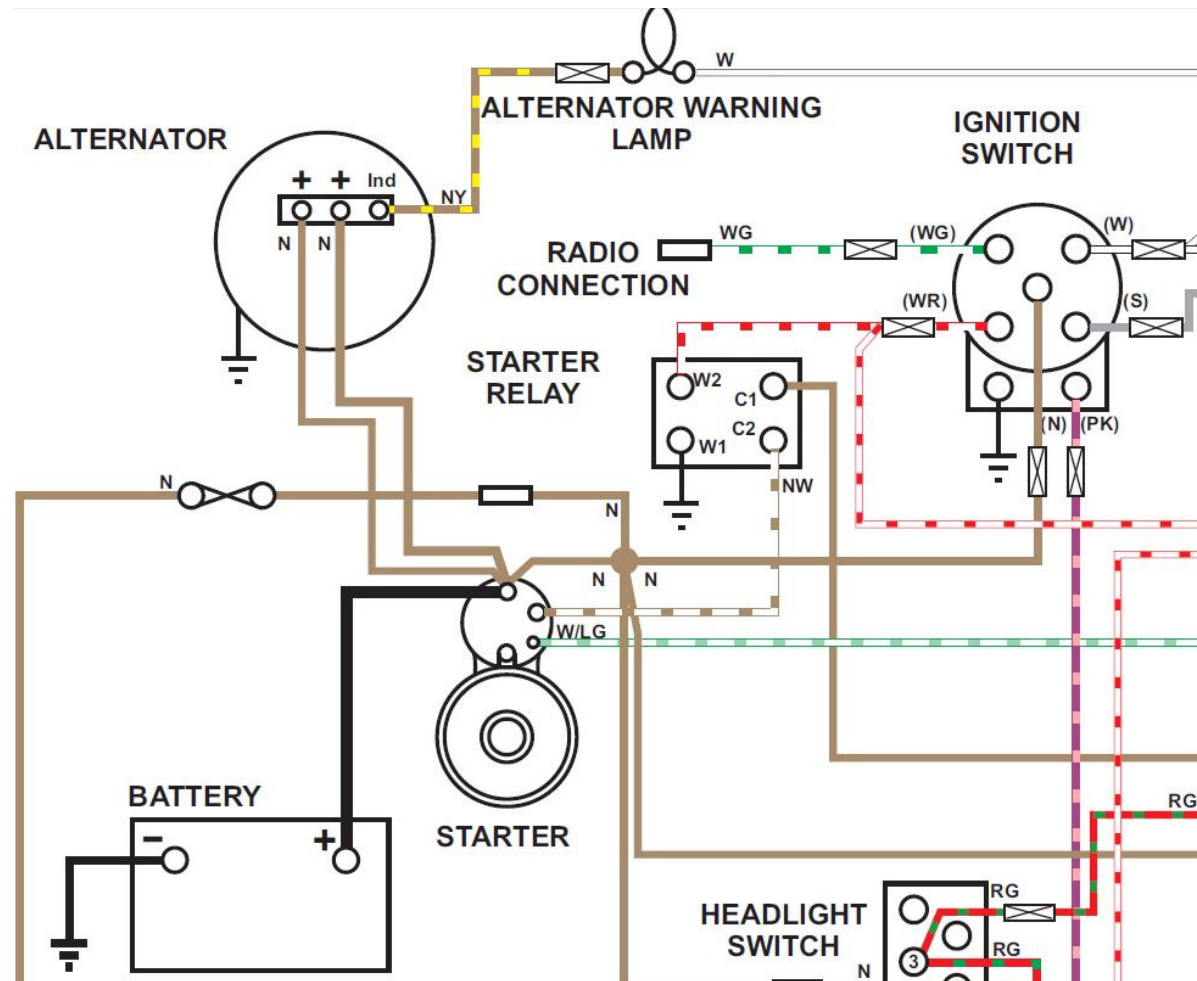 W
ALTERNATOR WARNING
LAMP
IGNITION
SWITCH
ALTERNATOR
+ + Ind
NY
N N
RADIO
CONNECTION
WG
(WG)
(W)
(WR)
(S)
STARTER
RELAY
W2
C1
C2
W1
(N)
(PK)
NW
N
N
N N
W/LG
BATTERY
- +
STARTER
RG
HEADLIGHT
SWITCH
RG
RG
3
N